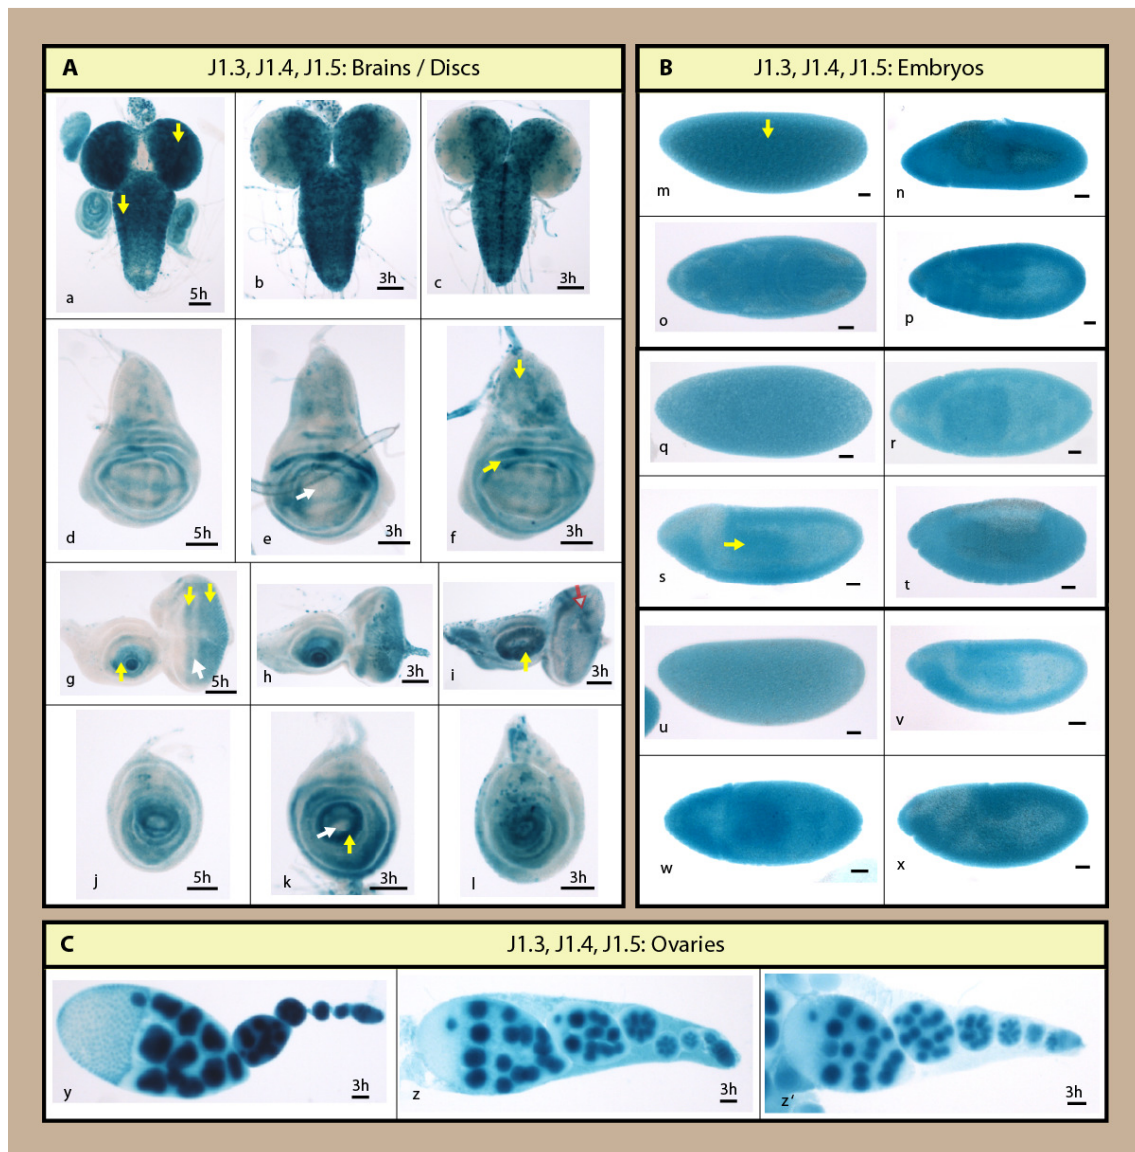 A J1.3, J1.4, J1.5: Brains / Discs
a 5h b 3h c 3h
d 5h e 3h f 3h
g 5h h 3h i 3h
j 5h k 3h l 3h
B J1.3, J1.4, J1.5: Embryos
m n
o p
q r
s t
u v
w x
C J1.3, J1.4, J1.5: Ovaries
y 3h z 3h z' 3h